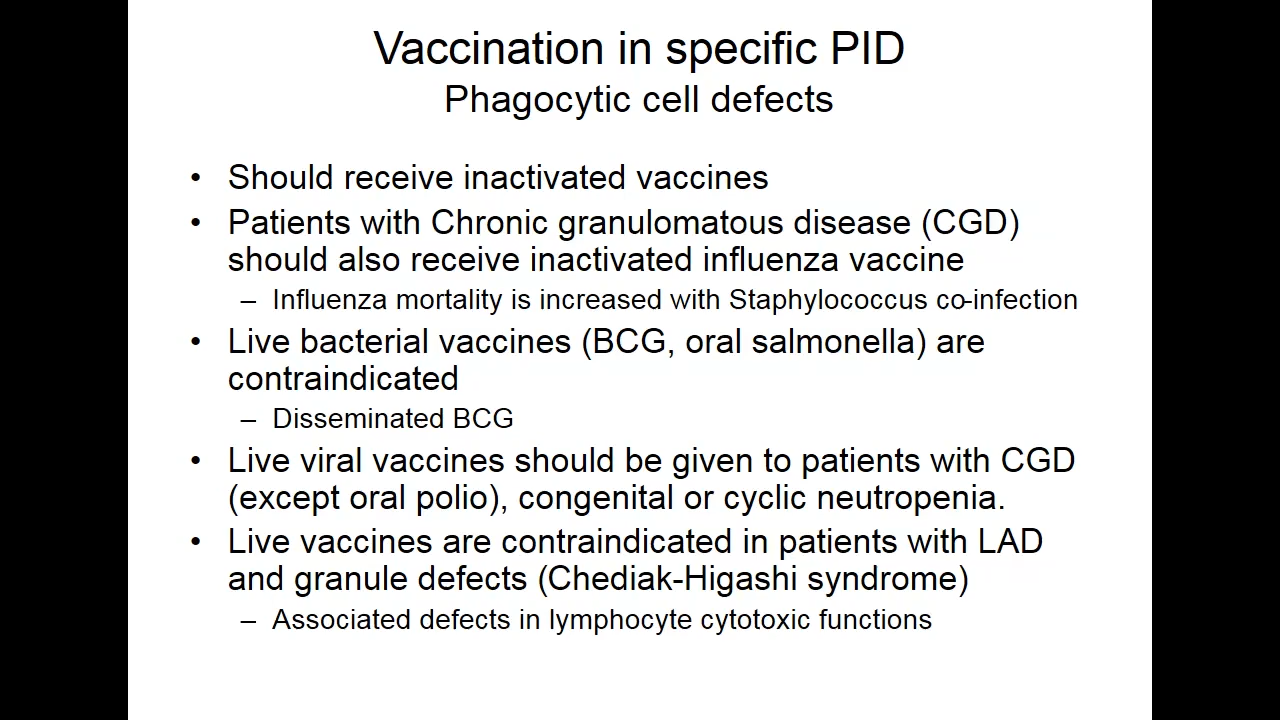 Vaccination in specific PID
Phagocytic cell defects
• Should receive inactivated vaccines
• Patients with Chronic granulomatous disease (CGD)
should also receive inactivated influenza vaccine
– Influenza mortality is increased with Staphylococcus co-infection
• Live bacterial vaccines (BCG, oral salmonella) are
contraindicated
– Disseminated BCG
• Live viral vaccines should be given to patients with CGD
(except oral polio), congenital or cyclic neutropenia.
• Live vaccines are contraindicated in patients with LAD
and granule defects (Chediak-Higashi syndrome)
– Associated defects in lymphocyte cytotoxic functions